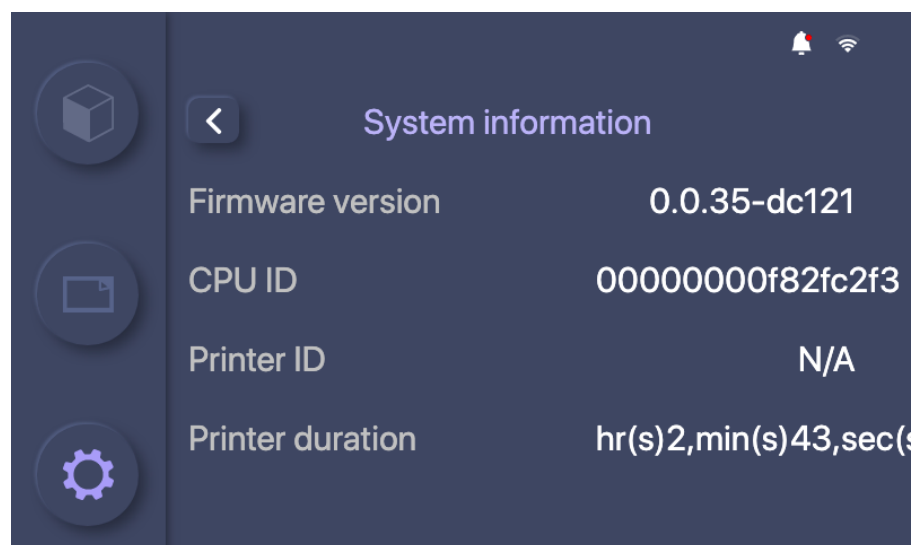 System information
Firmware version 0.0.35-dc121
CPU ID 00000000f82fc2f3
Printer ID N/A
Printer duration hr(s)2,min(s)43,sec(